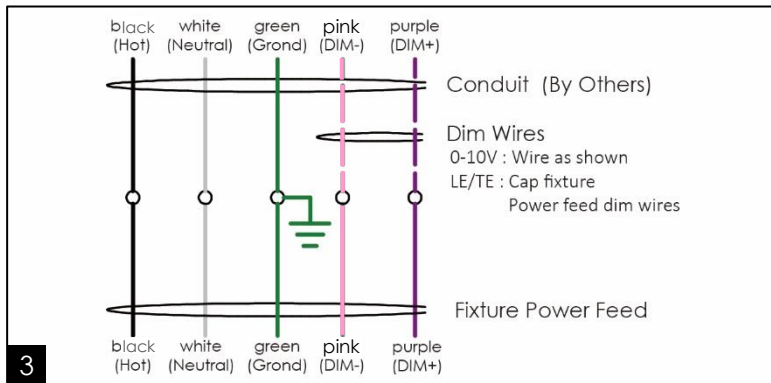 black white green pink purple
(Hot) (Neutral) (Grond) (DIM-) (DIM+)
Conduit (By Others)
Dim Wires
0-10V : Wire as shown
LE/TE : Cap fixture
Power feed dim wires
Fixture Power Feed
black white green pink purple
(Hot) (Neutral) (Grond) (DIM-) (DIM+)
3